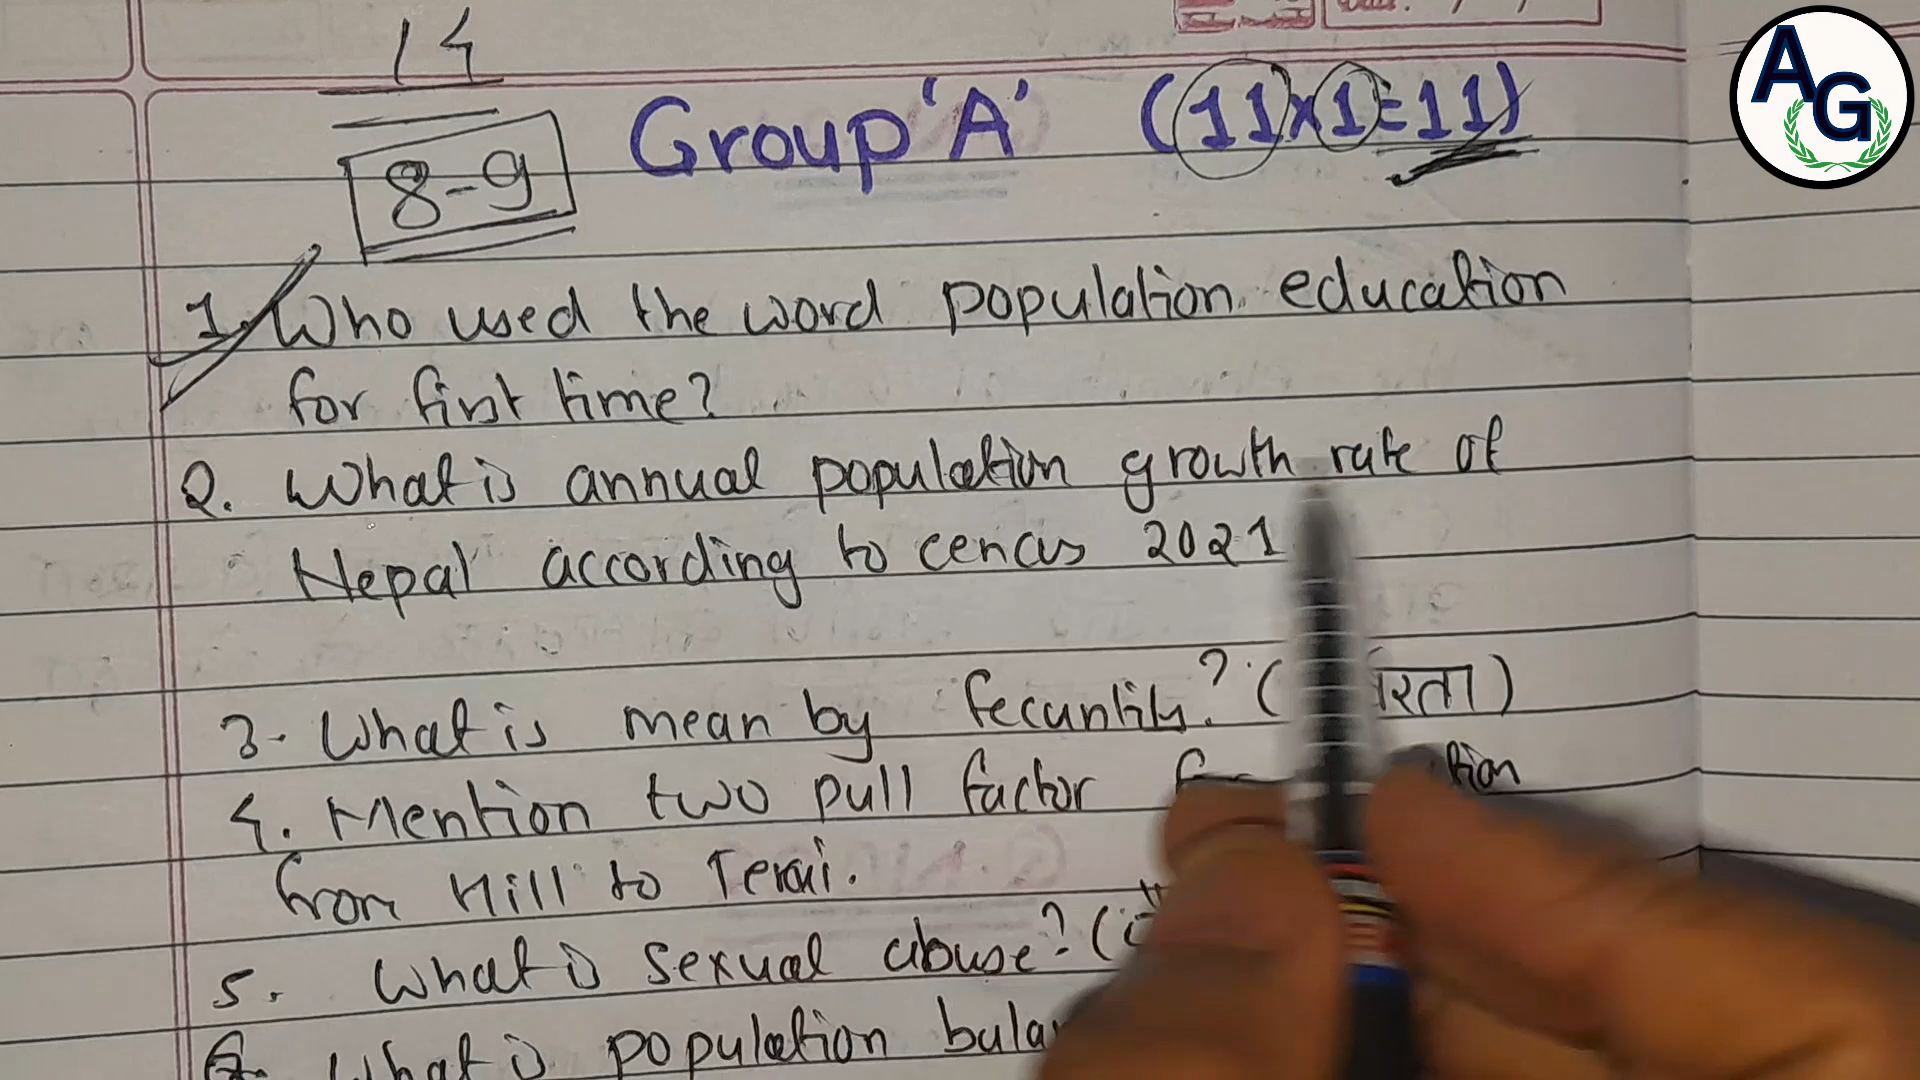 14
8-9
Group 'A' (11x1=11)
1. Who used the word population education
for first time?
2. What is annual population growth rate of
Nepal according to cencus 2021
3. What is mean by fecuntity? ( रता)
4. Mention two pull factor
from Hill to Terai.
5. What is sexual abuse? (
6. What is population
AG